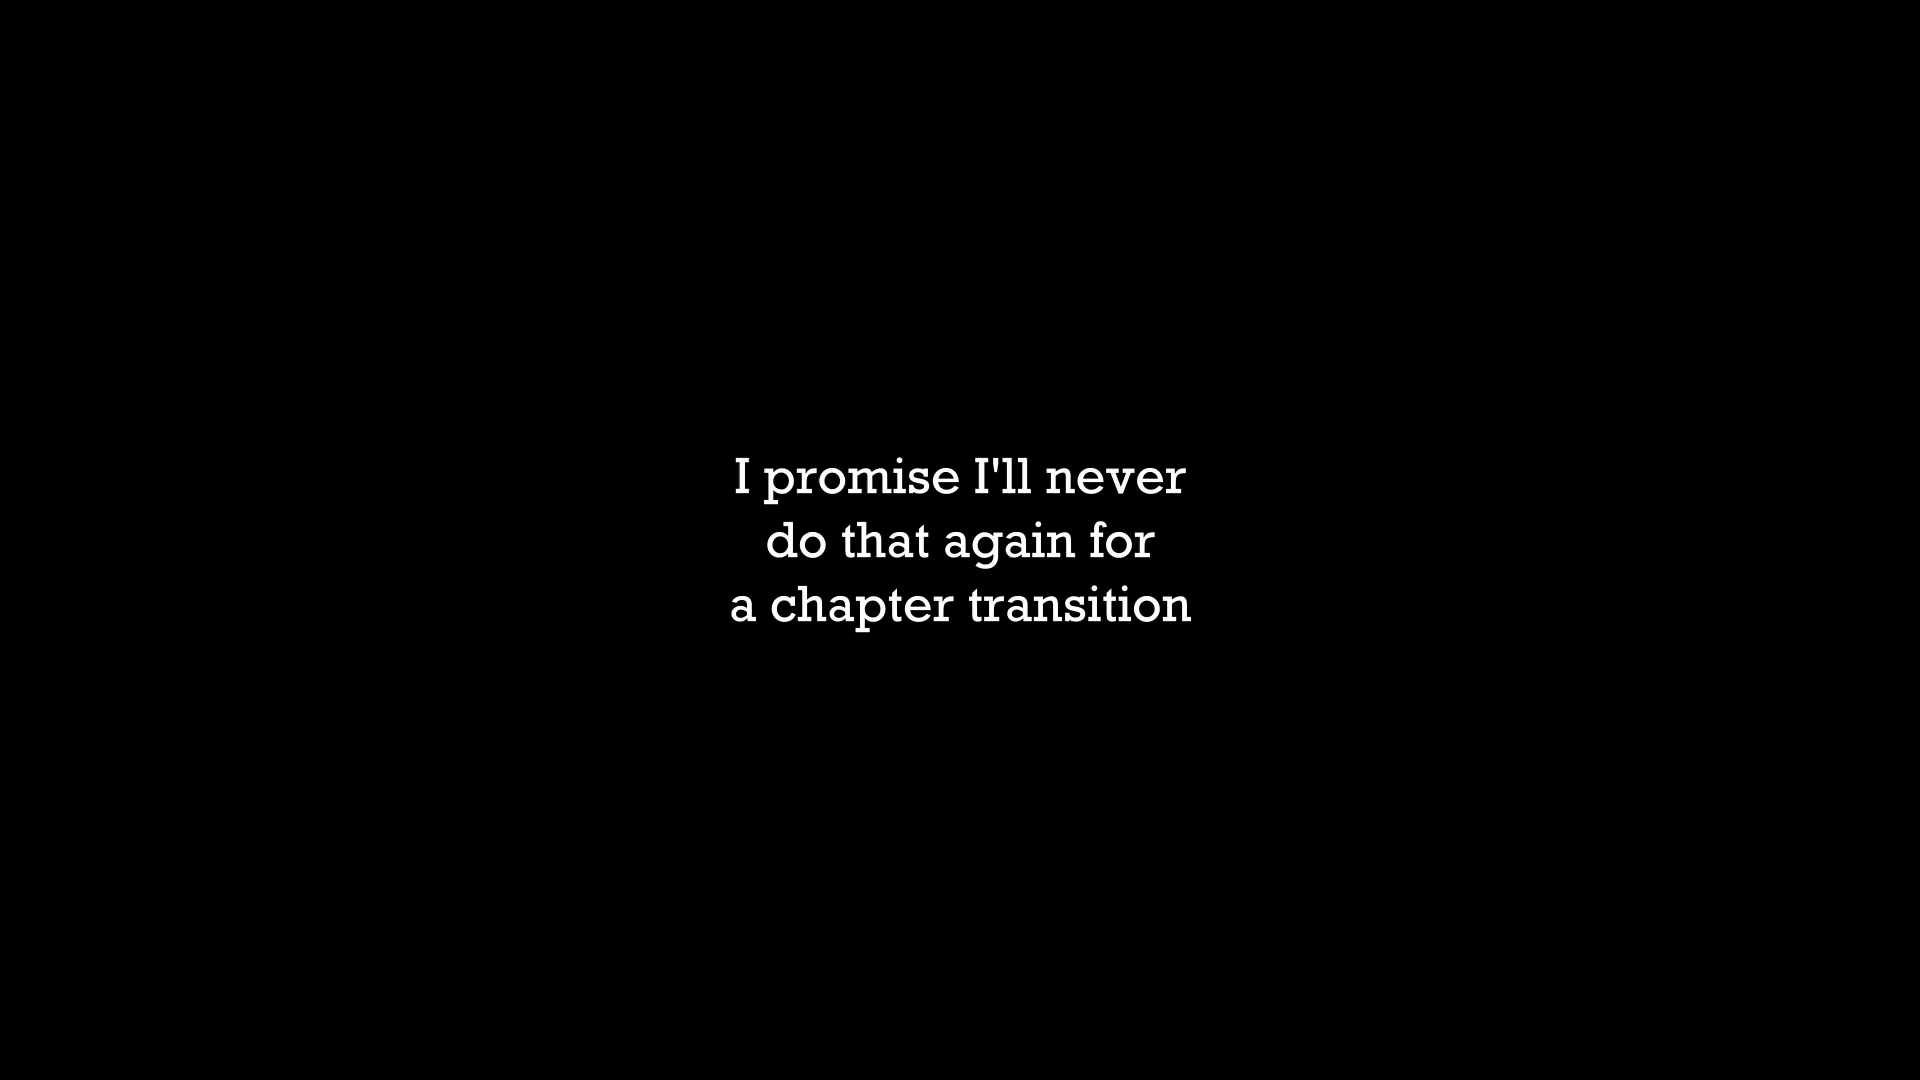 I promise I'll never
do that again for
a chapter transition